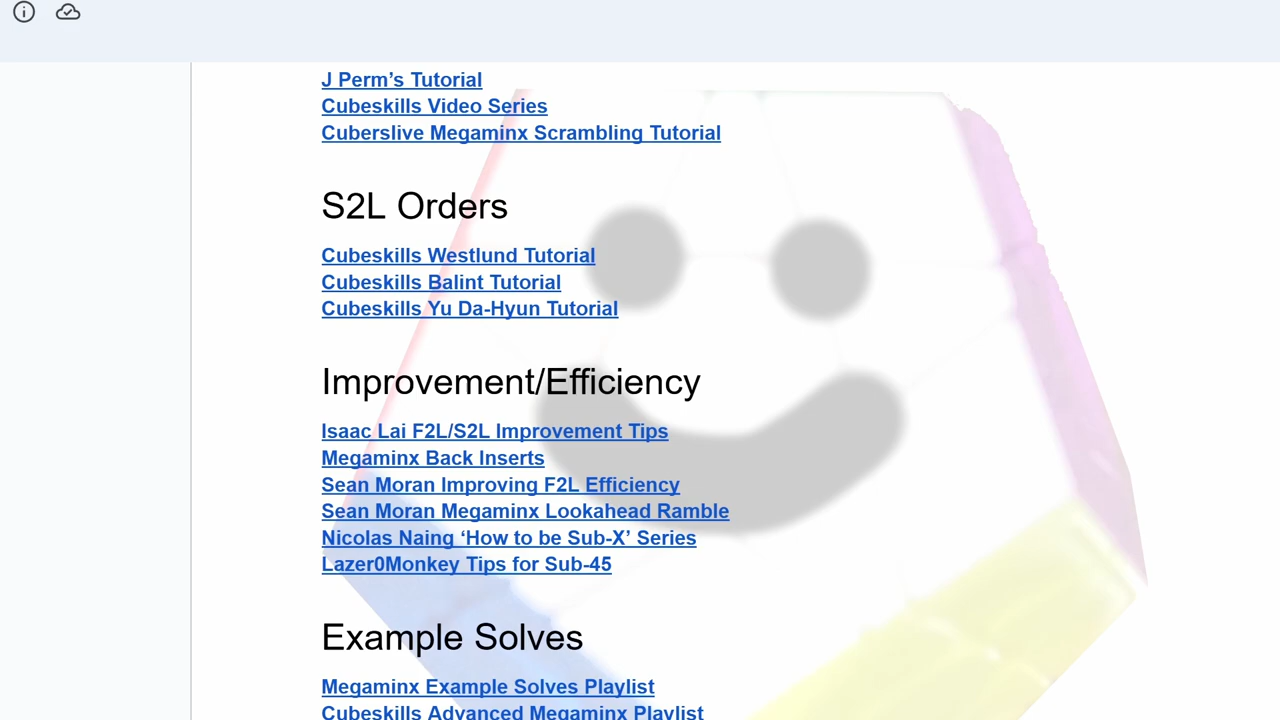 J Perm’s Tutorial
Cubeskills Video Series
Cuberslive Megaminx Scrambling Tutorial
S2L Orders
Cubeskills Westlund Tutorial
Cubeskills Balint Tutorial
Cubeskills Yu Da-Hyun Tutorial
Improvement/Efficiency
Isaac Lai F2L/S2L Improvement Tips
Megaminx Back Inserts
Sean Moran Improving F2L Efficiency
Sean Moran Megaminx Lookahead Ramble
Nicolas Naing ‘How to be Sub-X’ Series
Lazer0Monkey Tips for Sub-45
Example Solves
Megaminx Example Solves Playlist
Cubeskills Advanced Megaminx Playlist